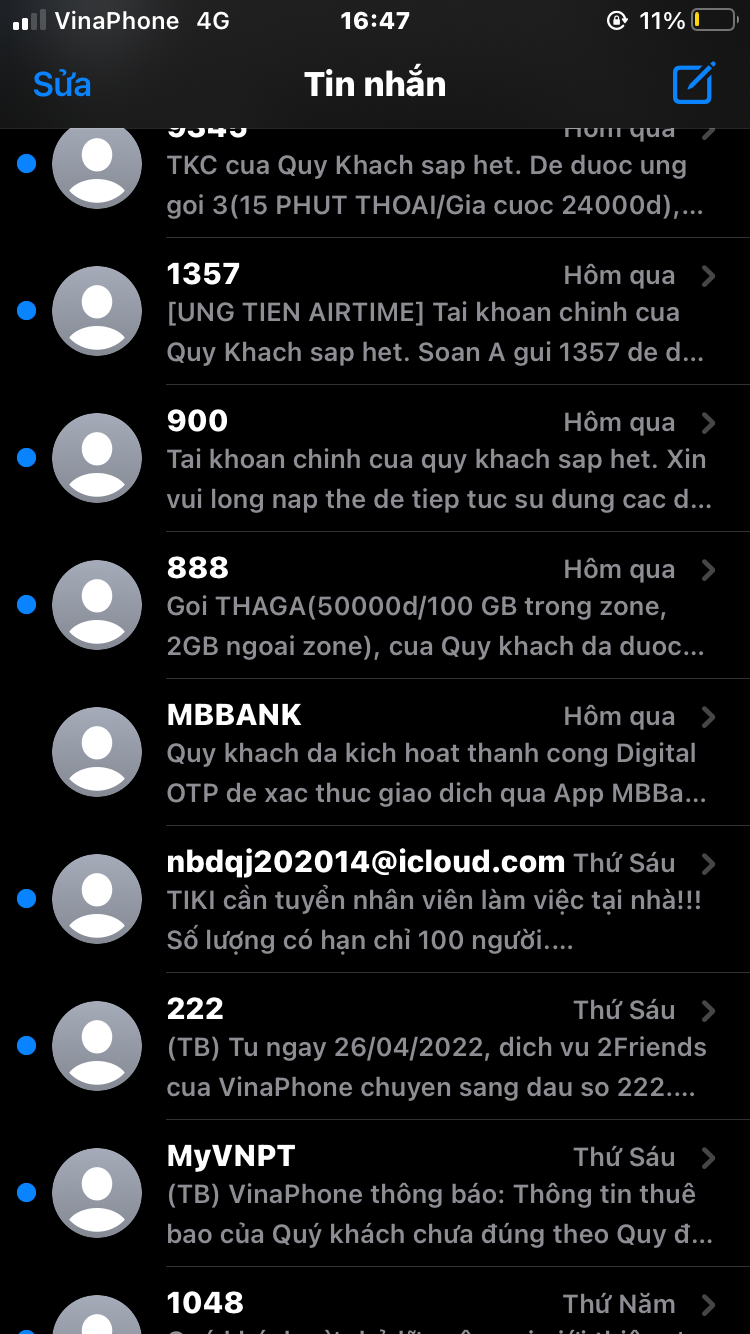 VinaPhone 4G 16:47 11%
Sửa Tin nhắn
9345 Hôm qua
TKC cua Quy Khach sap het. De duoc ung
goi 3(15 PHUT THOAI/Gia cuoc 24000d),...
1357 Hôm qua
[UNG TIEN AIRTIME] Tai khoan chinh cua
Quy Khach sap het. Soan A gui 1357 de d...
900 Hôm qua
Tai khoan chinh cua quy khach sap het. Xin
vui long nap the de tiep tuc su dung cac d...
888 Hôm qua
Goi THAGA(50000d/100 GB trong zone,
2GB ngoai zone), cua Quy khach da duoc...
MBBANK Hôm qua
Quy khach da kich hoat thanh cong Digital
OTP de xac thuc giao dich qua App MBBa...
nbdqj202014@icloud.com Thứ Sáu
TIKI cần tuyển nhân viên làm việc tại nhà!!!
Số lượng có hạn chỉ 100 người....
222 Thứ Sáu
(TB) Tu ngay 26/04/2022, dich vu 2Friends
cua VinaPhone chuyen sang dau so 222....
MyVNPT Thứ Sáu
(TB) VinaPhone thông báo: Thông tin thuê
bao của Quý khách chưa đúng theo Quy đ...
1048 Thứ Năm